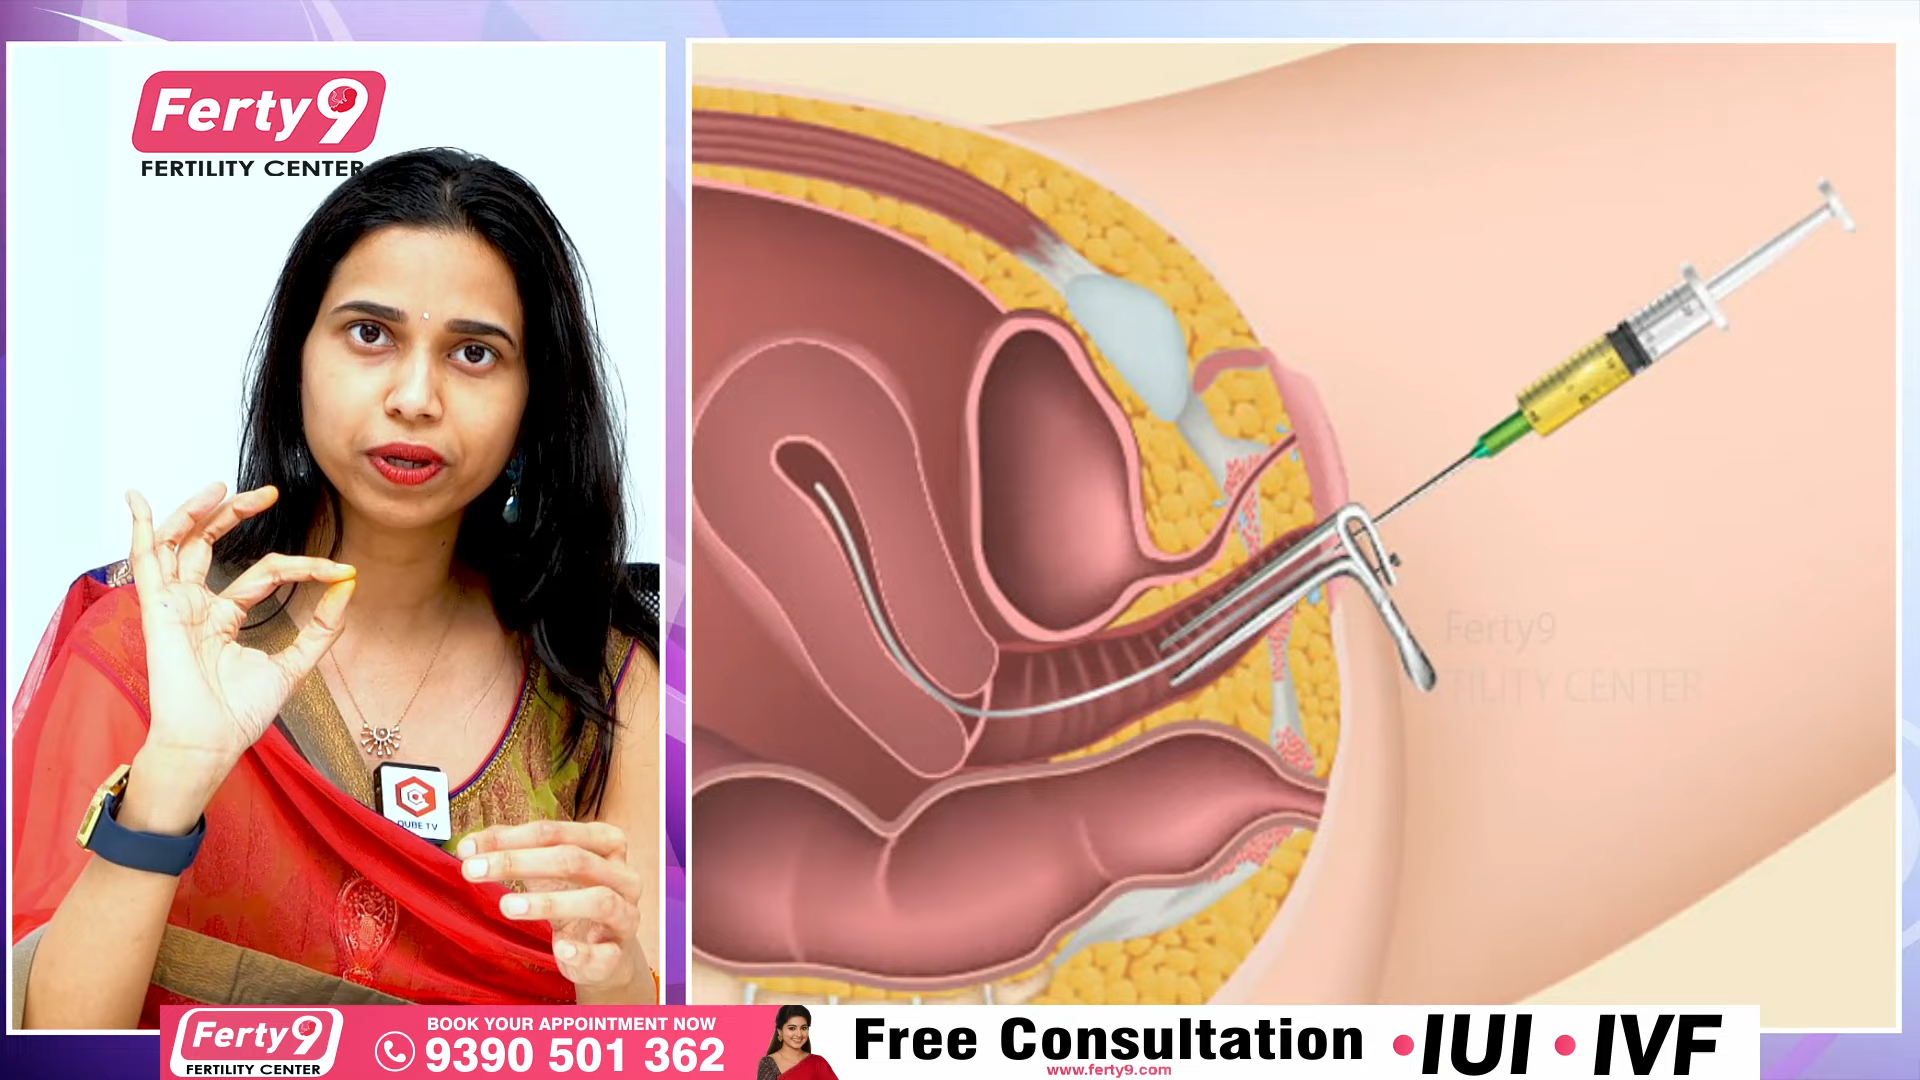 Ferty9
FERTILITY CENTER
QUBE TV
Ferty9
TILITY CENTER
Ferty9
FERTILITY CENTER
BOOK YOUR APPOINTMENT NOW
9390 501 362
Free Consultation
www.ferty9.com
• IUI • IVF